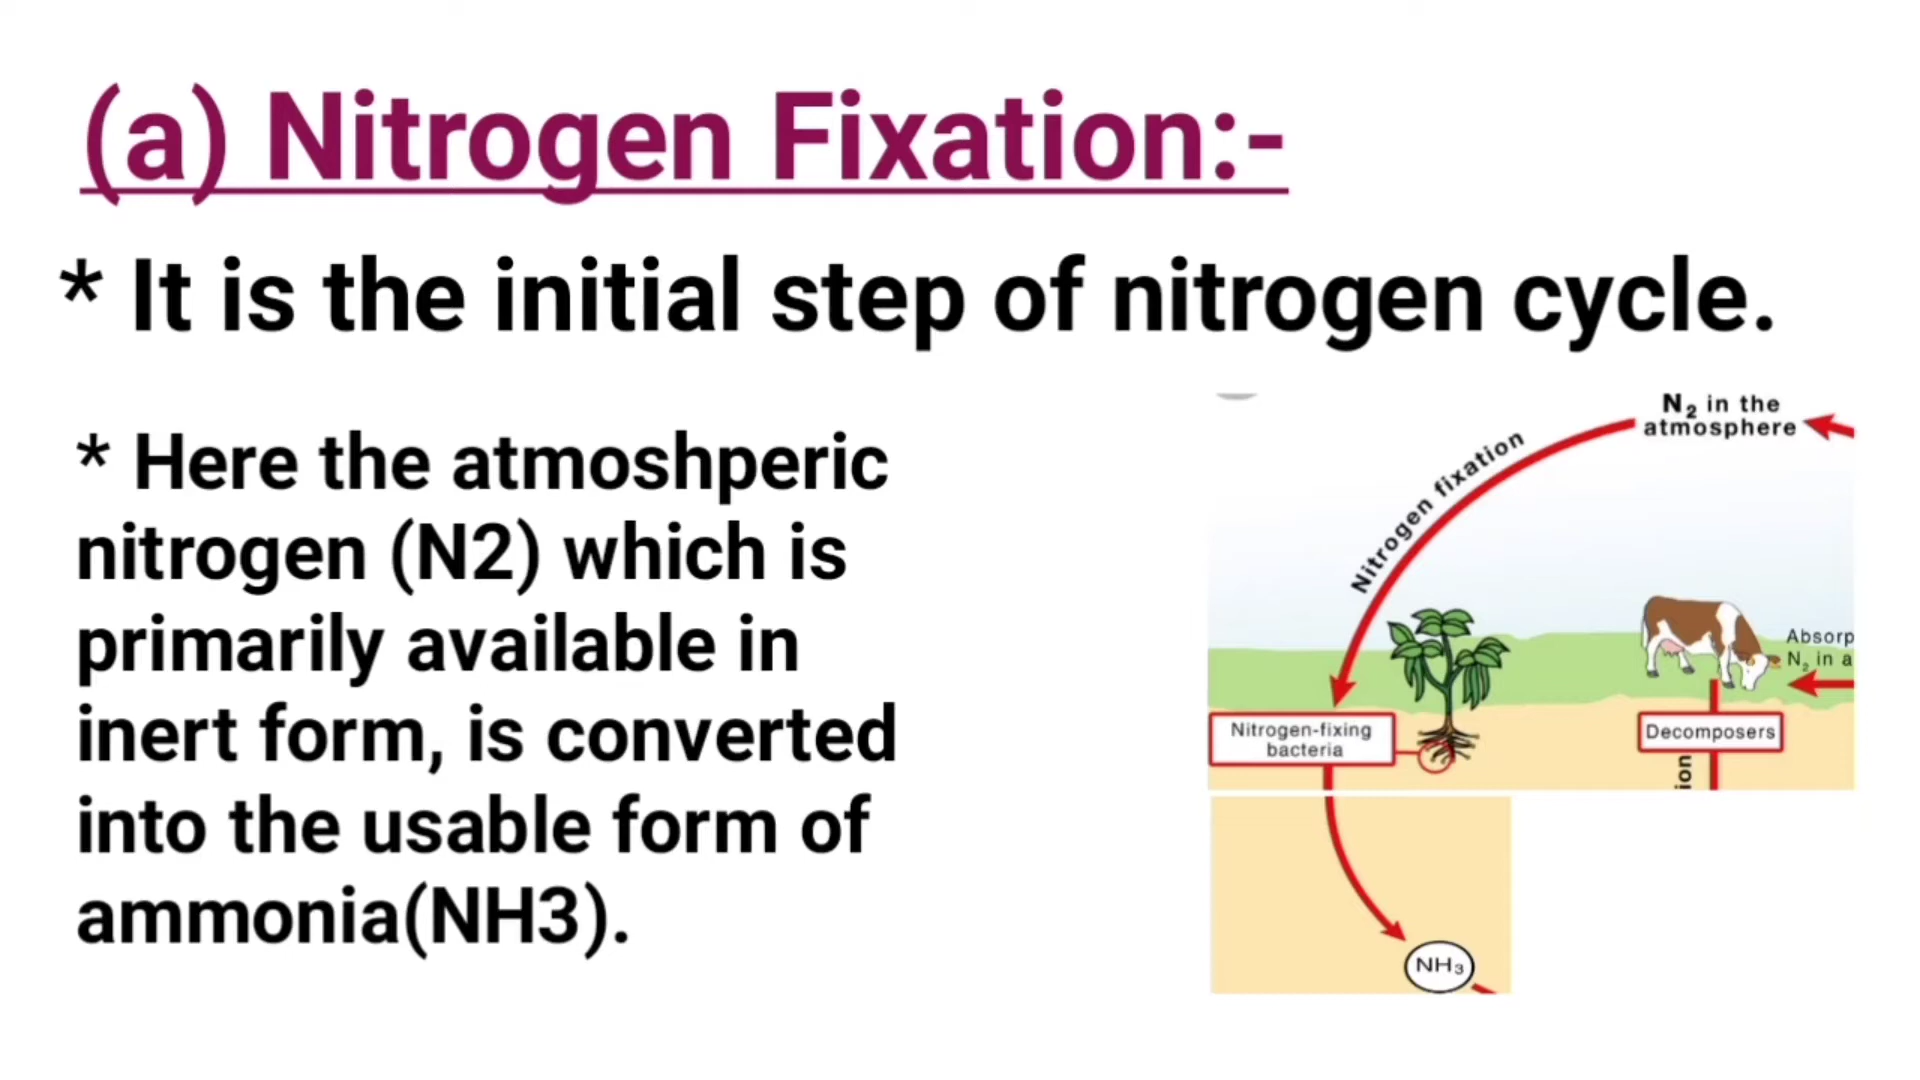 (a) Nitrogen Fixation:-
* It is the initial step of nitrogen cycle.
* Here the atmoshperic
nitrogen (N2) which is
primarily available in
inert form, is converted
into the usable form of
ammonia(NH3).
N₂ in the
atmosphere
Nitrogen fixation
Absorp
N₂ in a
Nitrogen-fixing
bacteria
Decomposers
ion
NH₃